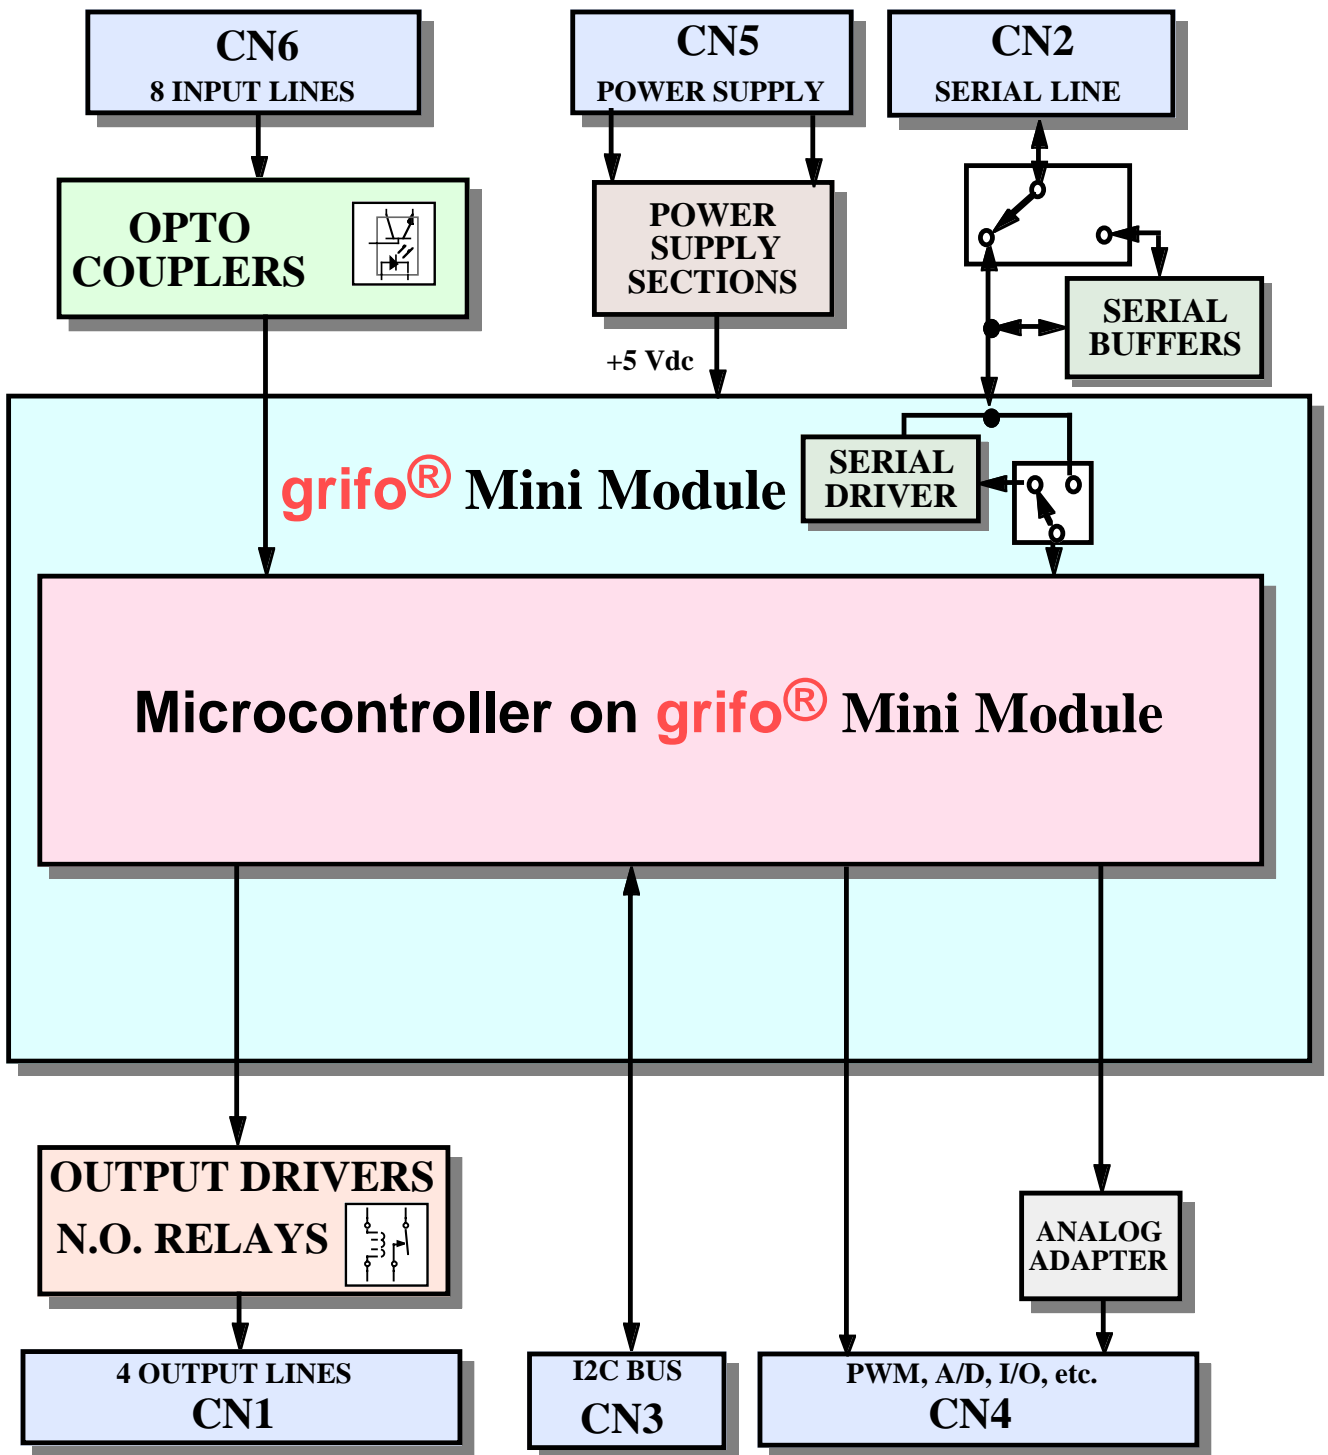 CN6
8 INPUT LINES
CN5
POWER SUPPLY
CN2
SERIAL LINE
OPTO
COUPLERS
POWER
SUPPLY
SECTIONS
SERIAL
BUFFERS
+5 Vdc
grifo® Mini Module
SERIAL
DRIVER
Microcontroller on grifo® Mini Module
OUTPUT DRIVERS
N.O. RELAYS
ANALOG
ADAPTER
4 OUTPUT LINES
CN1
I2C BUS
CN3
PWM, A/D, I/O, etc.
CN4